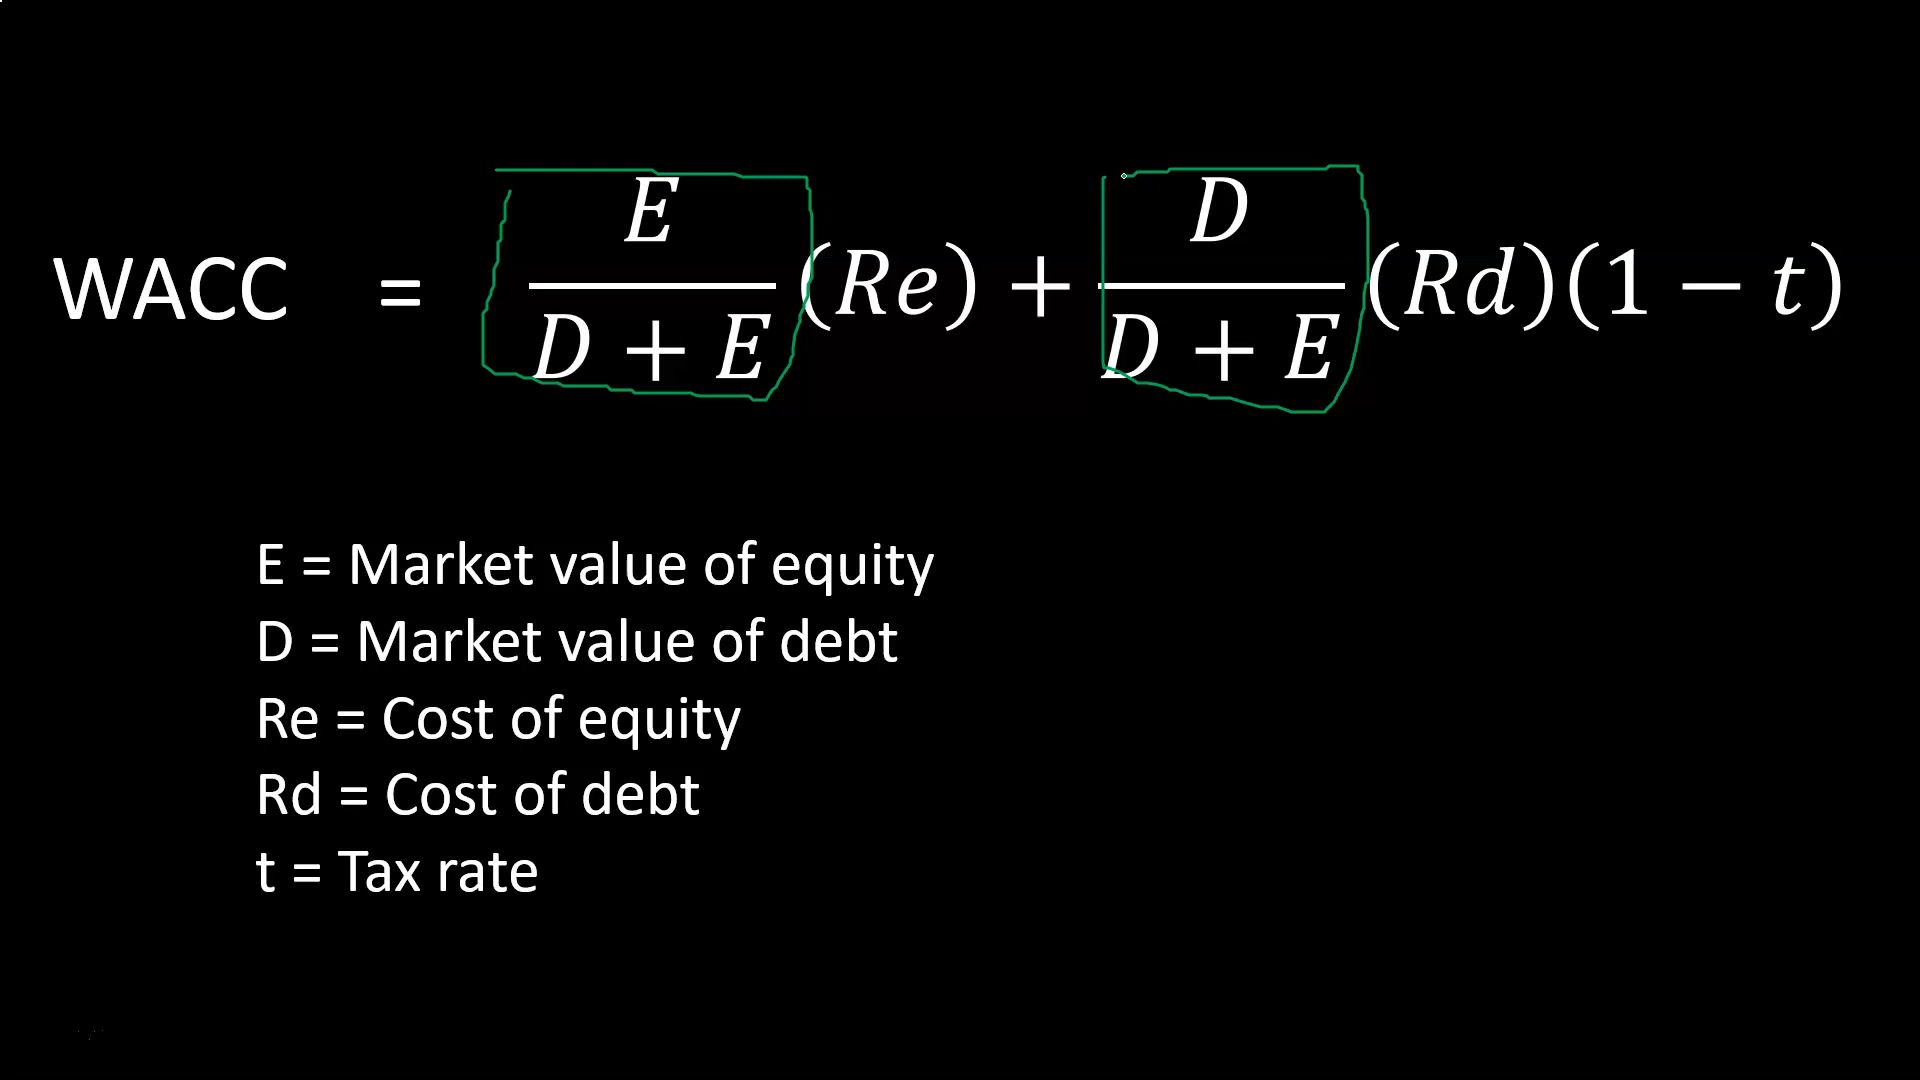 WACC = E/(D + E) (Re) + D/(D + E) (Rd)(1 − t)
E = Market value of equity
D = Market value of debt
Re = Cost of equity
Rd = Cost of debt
t = Tax rate